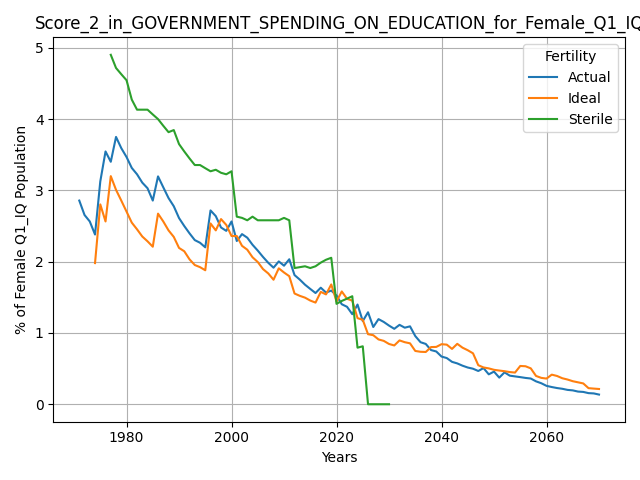 Score_2_in_GOVERNMENT_SPENDING_ON_EDUCATION_for_Female_Q1_IQ
Fertility
Actual
Ideal
Sterile
% of Female Q1_IQ Population
5
4
3
2
1
0
1980 2000 2020 2040 2060
Years